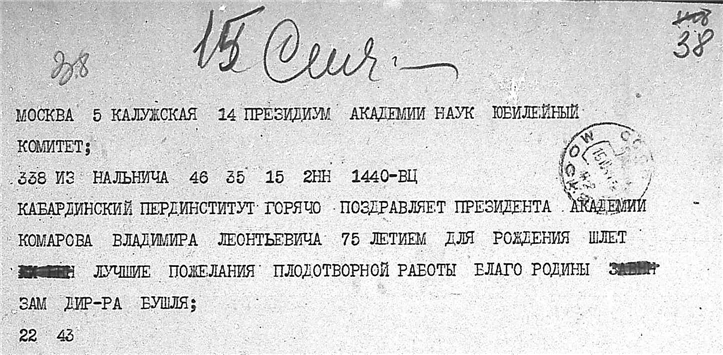 38
38
15
МОСКВА 5 КАЛУЖСКАЯ 14 ПРЕЗИДИУМ АКАДЕМИИ НАУК ЮБИЛЕЙНЫЙ
КОМИТЕТ;
338 ИЗ НАЛЬЧИЧА 46 35 15 2НН 1440-ВЦ
КАБАРДИНСКИЙ ПЕРДИНСТИТУТ ГОРЯЧО ПОЗДРАВЛЯЕТ ПРЕЗИДЕНТА АКАДЕМИИ
КОМАРОВА ВЛАДИМИРА ЛЕОНТЬЕВИЧА 75 ЛЕТИЕМ ДЛЯ РОЖДЕНИЯ ШЛЕТ
ЛУЧШИЕ ПОЖЕЛАНИЯ ПЛОДОТВОРНОЙ РАБОТЫ БЛАГО РОДИНЫ
ЗАМ ДИР-РА БУШЛЯ;
22 43